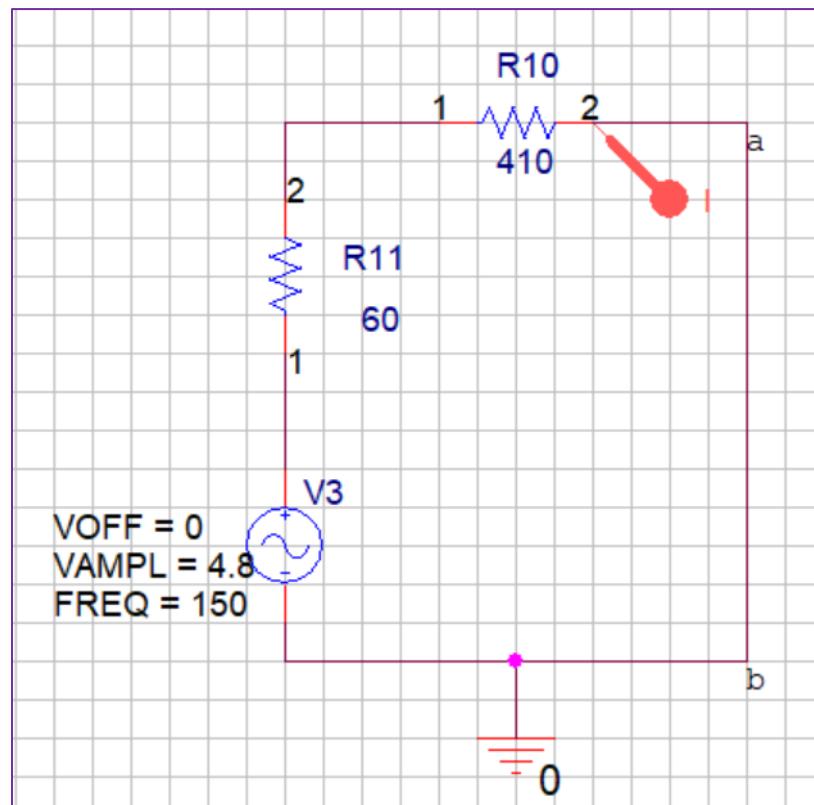 R10
1
2
410
a
2
R11
60
1
V3
VOFF = 0
VAMPL = 4.8
FREQ = 150
b
0